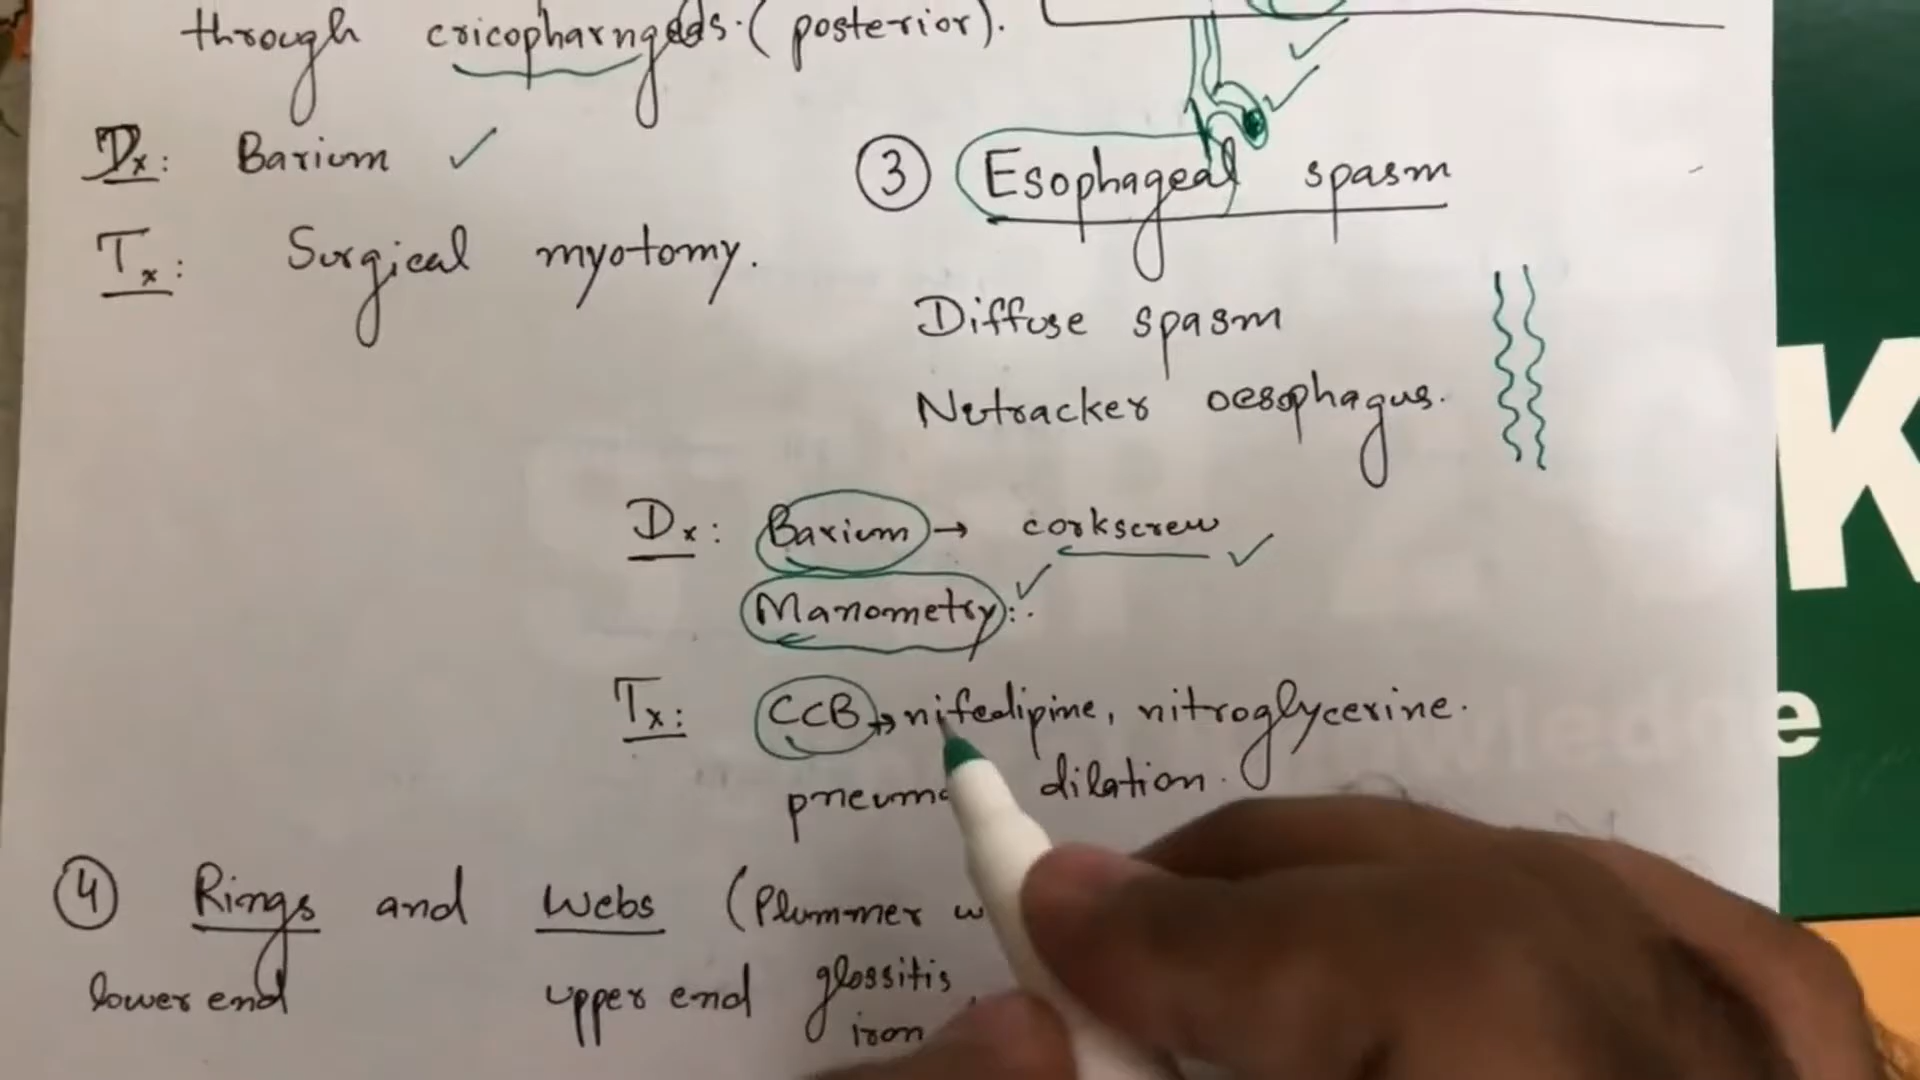 through cricopharngeds. (posterior).
Dx: Barium ✓
Tx: Surgical myotomy.
③ Esophageal spasm
Diffuse spasm
Nutracker oesophagus.
Dx: Barium → corkscrew ✓
Manometry: ✓
Tx: CCB → nifedipine, nitroglycerine.
dilation.
④ Rings and Webs (Plummer
lower end upper end glossitis
iron
K